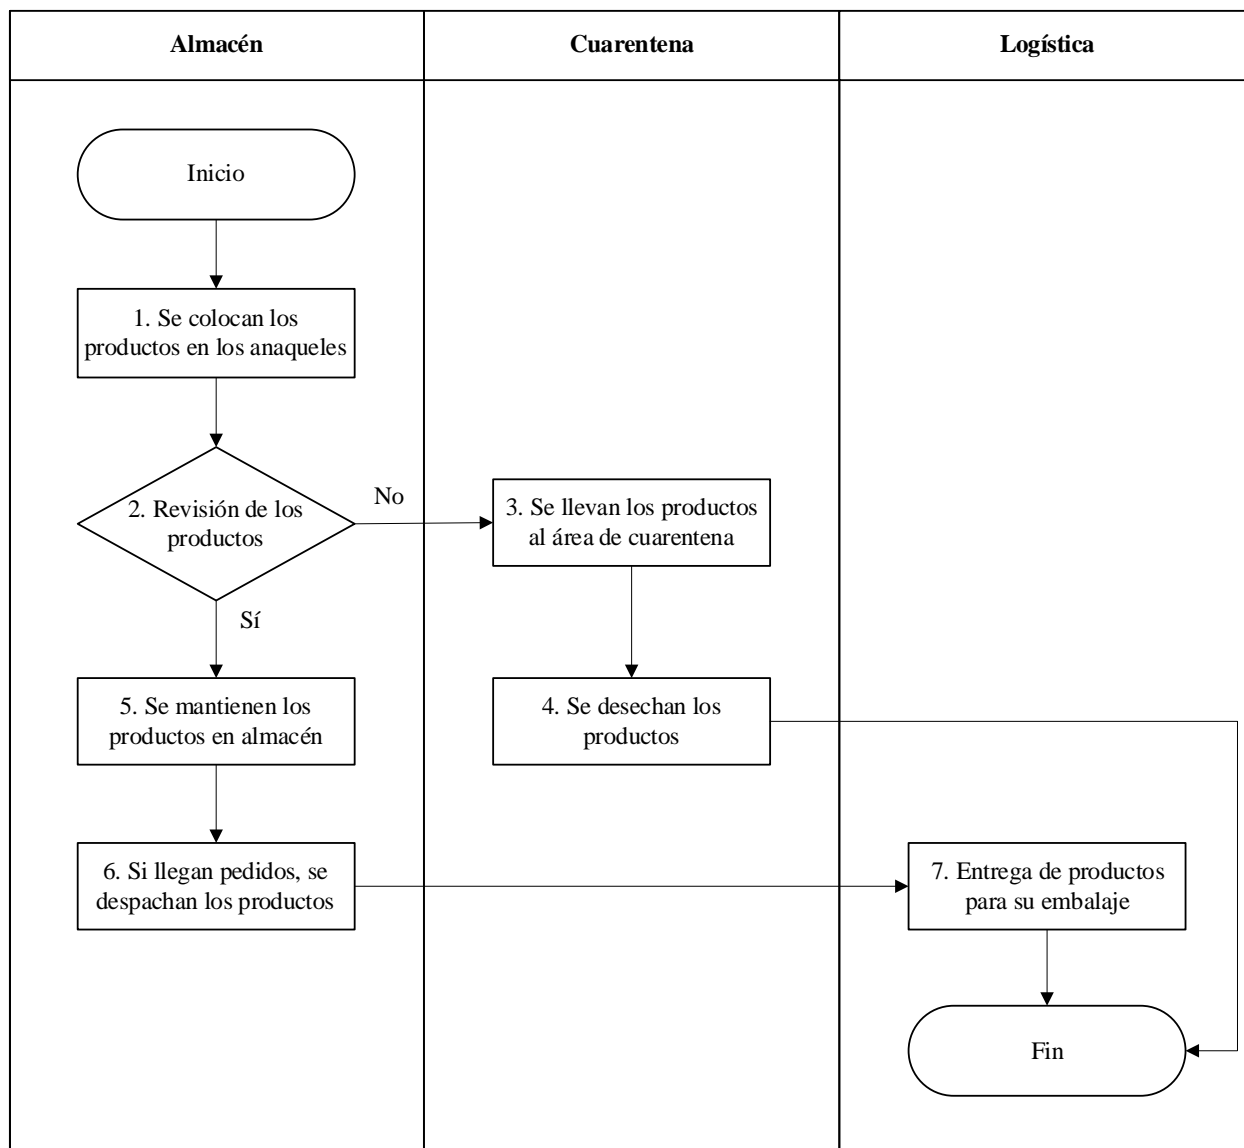 Almacén
Cuarentena
Logística
Inicio
1. Se colocan los
productos en los anaqueles
2. Revisión de los
productos
No
3. Se llevan los productos
al área de cuarentena
Sí
5. Se mantienen los
productos en almacén
4. Se desechan los
productos
6. Si llegan pedidos, se
despachan los productos
7. Entrega de productos
para su embalaje
Fin